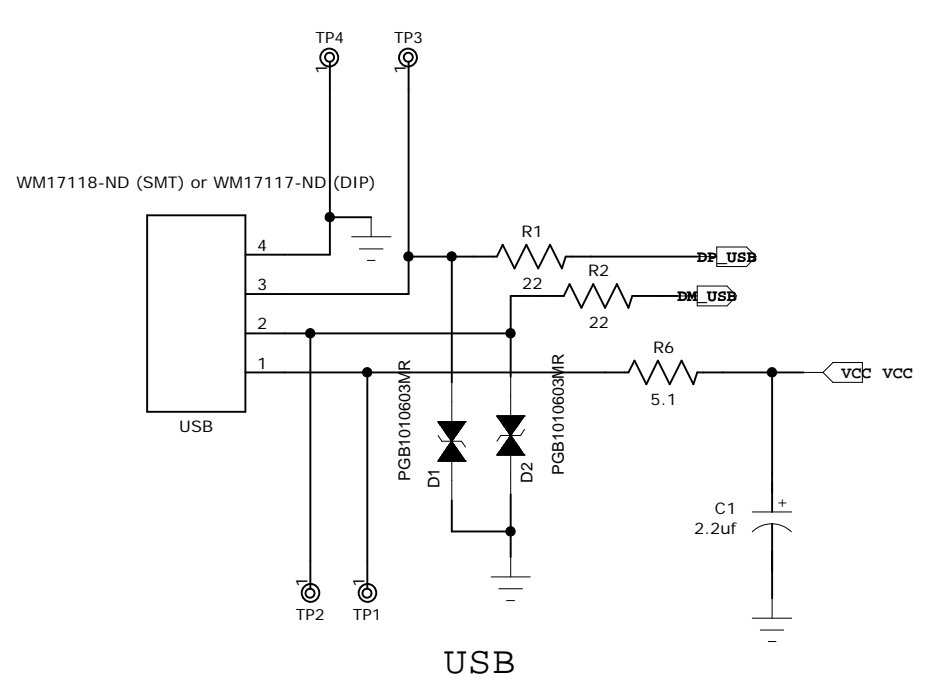 TP4
TP3
1
1
WM17118-ND (SMT) or WM17117-ND (DIP)
4
3
2
1
USB
R1
22
DP_USB
R2
22
DM_USB
R6
5.1
VCC VCC
PGB1010603MR
D1
PGB1010603MR
D2
C1
+
2.2uf
1
1
TP2
TP1
USB